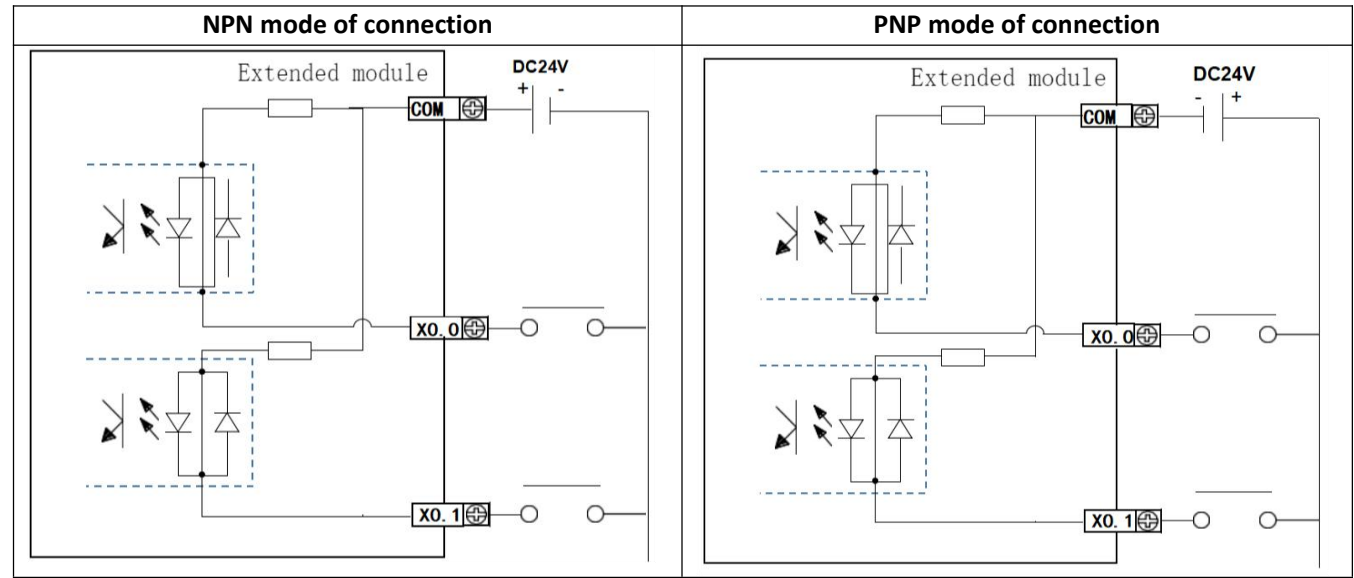 NPN mode of connection
PNP mode of connection
Extended module
DC24V
+ -
COM
X0.0
X0.1
Extended module
DC24V
- +
COM
X0.0
X0.1